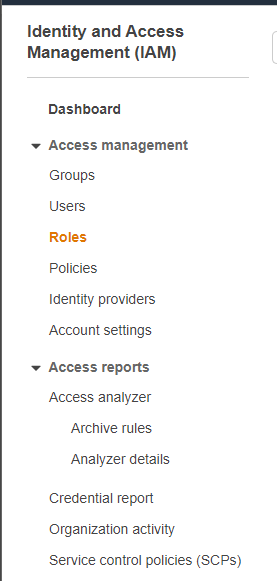 Identity and Access
Management (IAM)
Dashboard
Access management
Groups
Users
Roles
Policies
Identity providers
Account settings
Access reports
Access analyzer
Archive rules
Analyzer details
Credential report
Organization activity
Service control policies (SCPs)